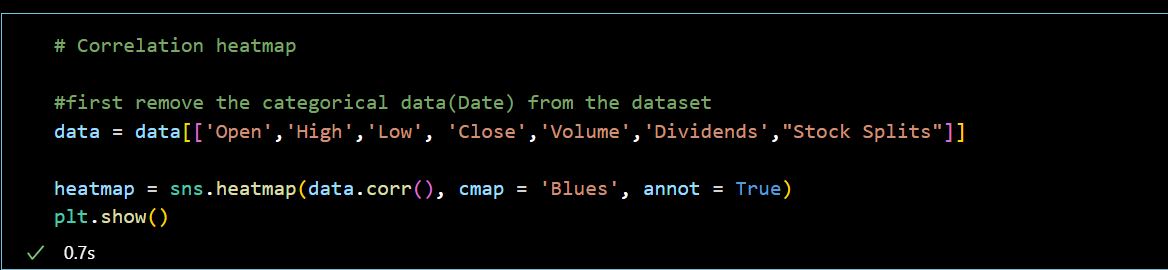 # Correlation heatmap
#first remove the categorical data(Date) from the dataset
data = data[['Open','High','Low', 'Close','Volume','Dividends',"Stock Splits"]]
heatmap = sns.heatmap(data.corr(), cmap = 'Blues', annot = True)
plt.show()
✓ 0.7s